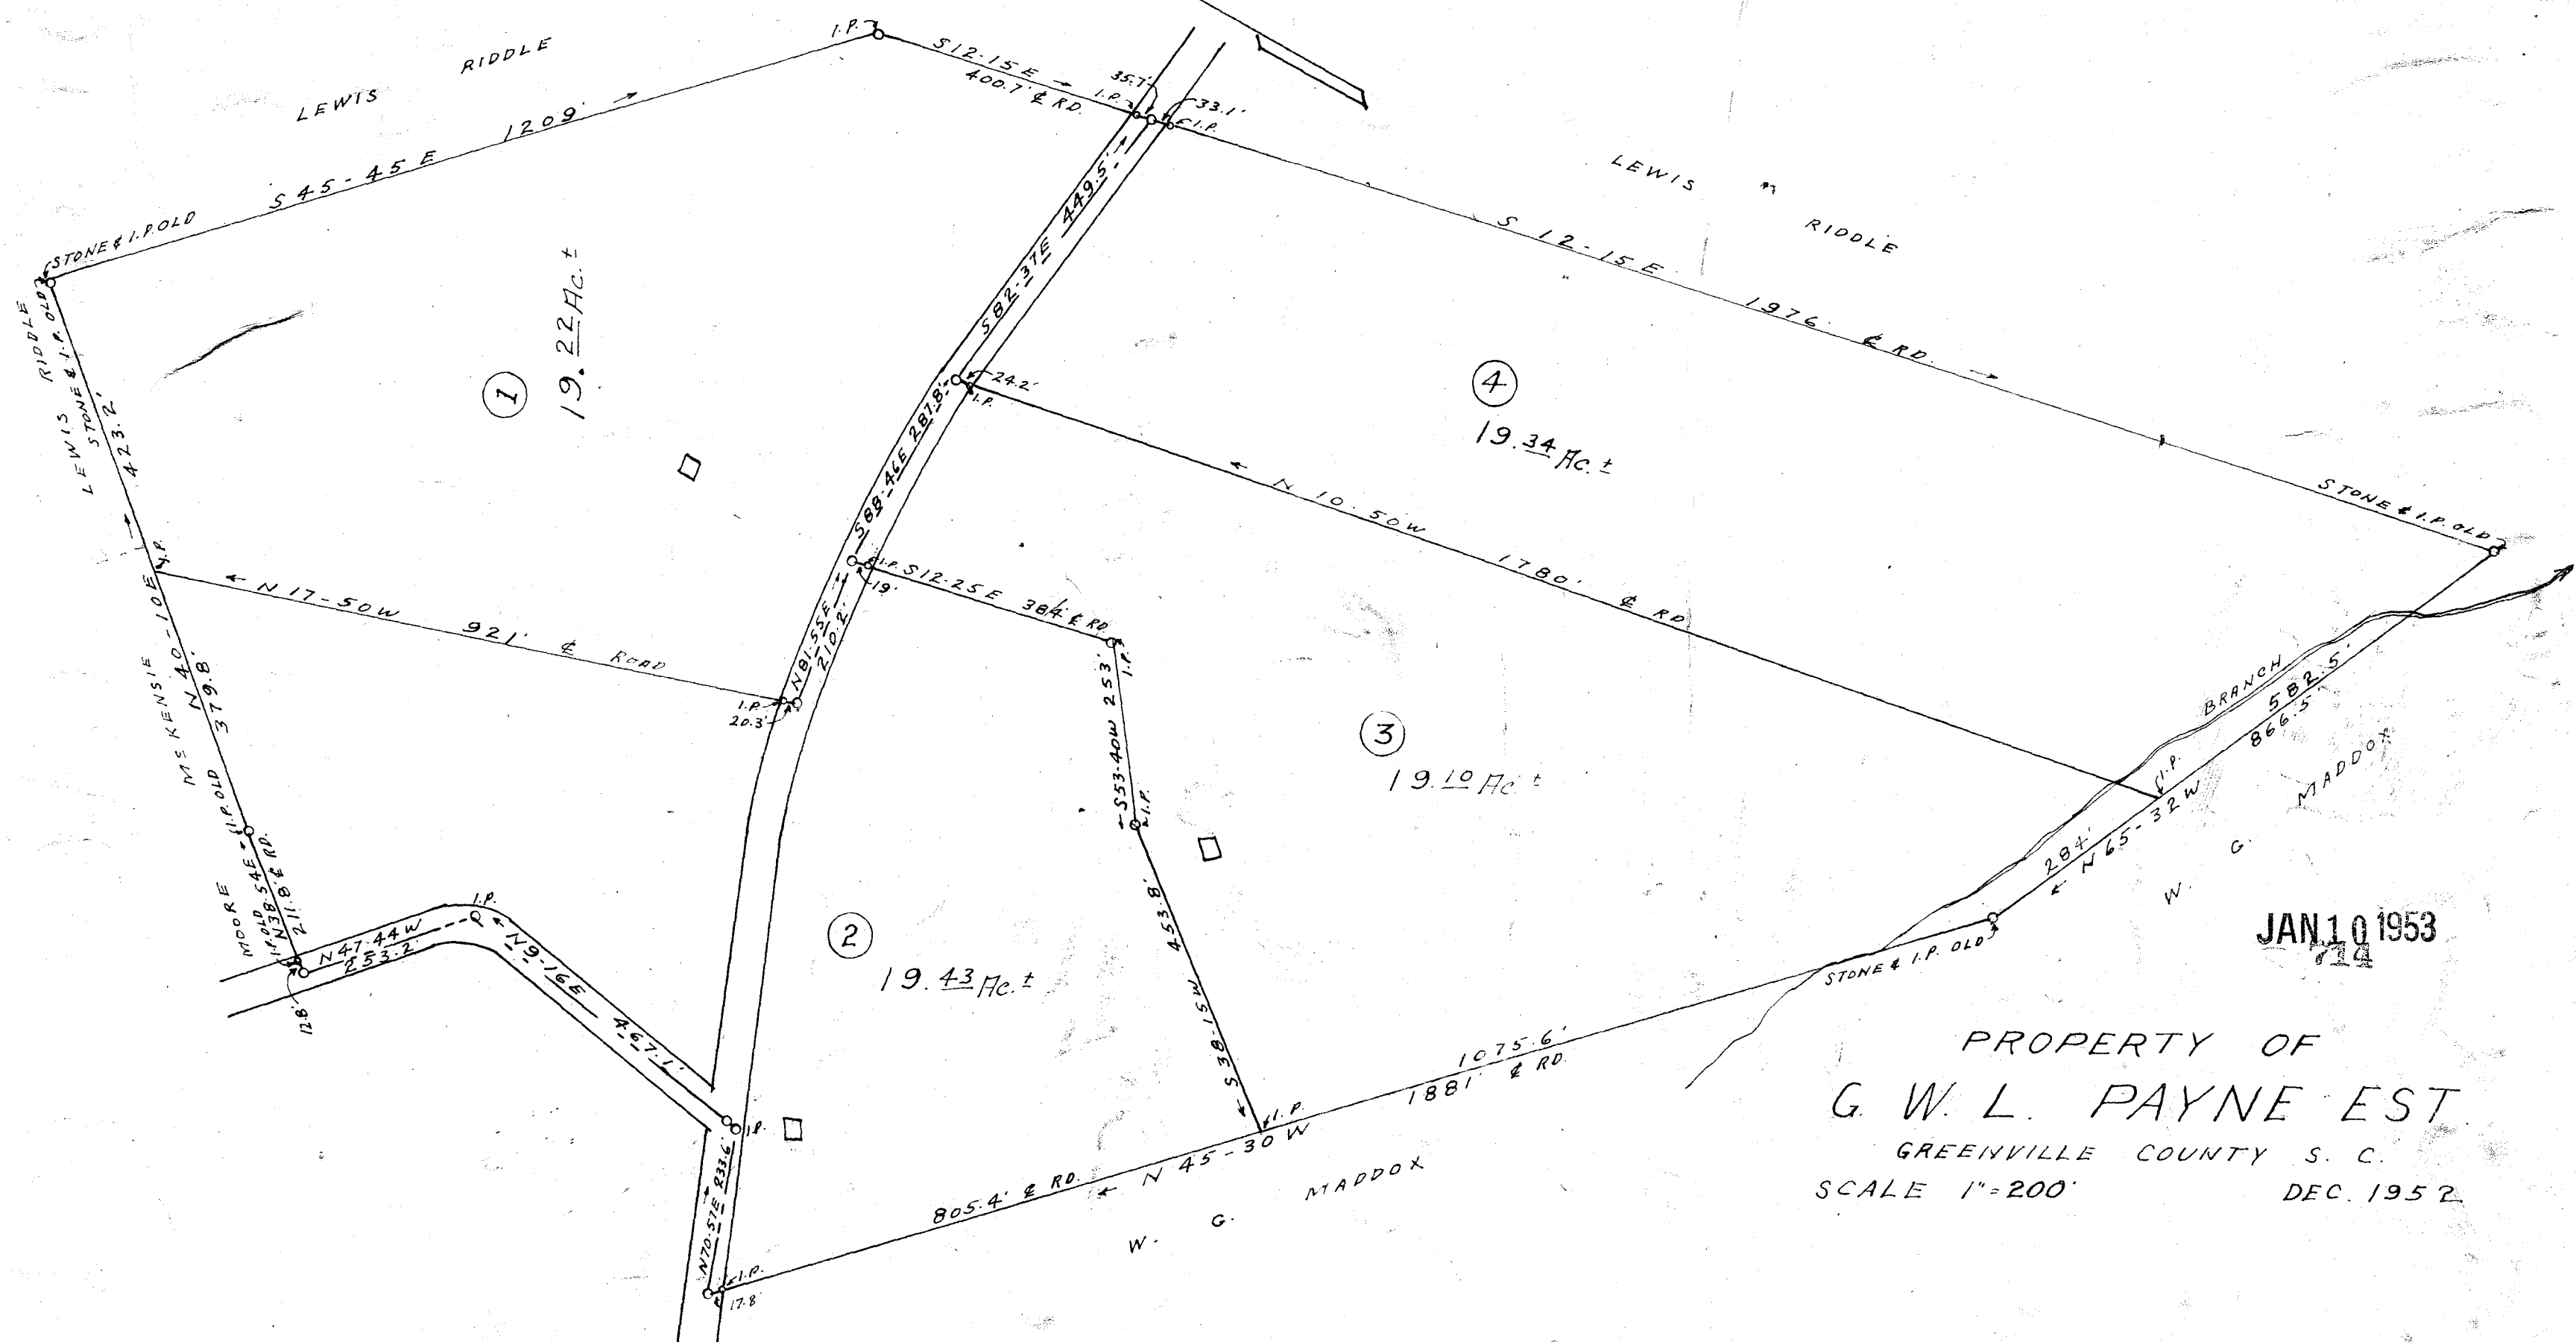 LEWIS RIDDLE
S 45 - 45 E 1209'
STONE & I.P. OLD
I.P.
S 12-15 E
400.7' ℄ RD.
35.7'
I.P.
33.1'
I.P.
LEWIS RIDDLE
S 12-15 E 1976' ℄ RD.
STONE & I.P. OLD
LEWIS RIDDLE
STONE & I.P. OLD
423.2'
I.P.
N 40-10 E
379.8'
McKENSIE
I.P. OLD
MOORE
I.P. OLD
N 38-54 E
211.8' ℄ RD.
12.8'
1
19.22 Ac. ±
S 82-37 E 449.5'
24.2'
I.P.
S 88-46 E 287.8'
N 17-50 W 921' ℄ ROAD
I.P.
20.3'
N 81-55 E
210.2'
I.P.
19'
S 12-25 E 384' ℄ RD.
I.P.
S 53-40 W 253'
I.P.
453.8'
S 38-15 W
I.P.
4
19.34 Ac. ±
N 10-50 W 1780' ℄ RD
3
19.10 Ac. ±
BRANCH
582.5'
866.5'
I.P.
284'
N 65-32 W
W. G. MADDOX
STONE & I.P. OLD
2
19.43 Ac. ±
N 47-44 W
253.2'
I.P.
N 9-16 E 467.1'
I.P.
N 70-57 E 233.6'
I.P.
17.8'
805.4' ℄ RD.
N 45-30 W
1075.6'
1881' ℄ RD.
W. G. MADDOX
JAN 10 1953
PROPERTY OF
G. W. L. PAYNE EST.
GREENVILLE COUNTY S. C.
SCALE 1"=200' DEC. 1952